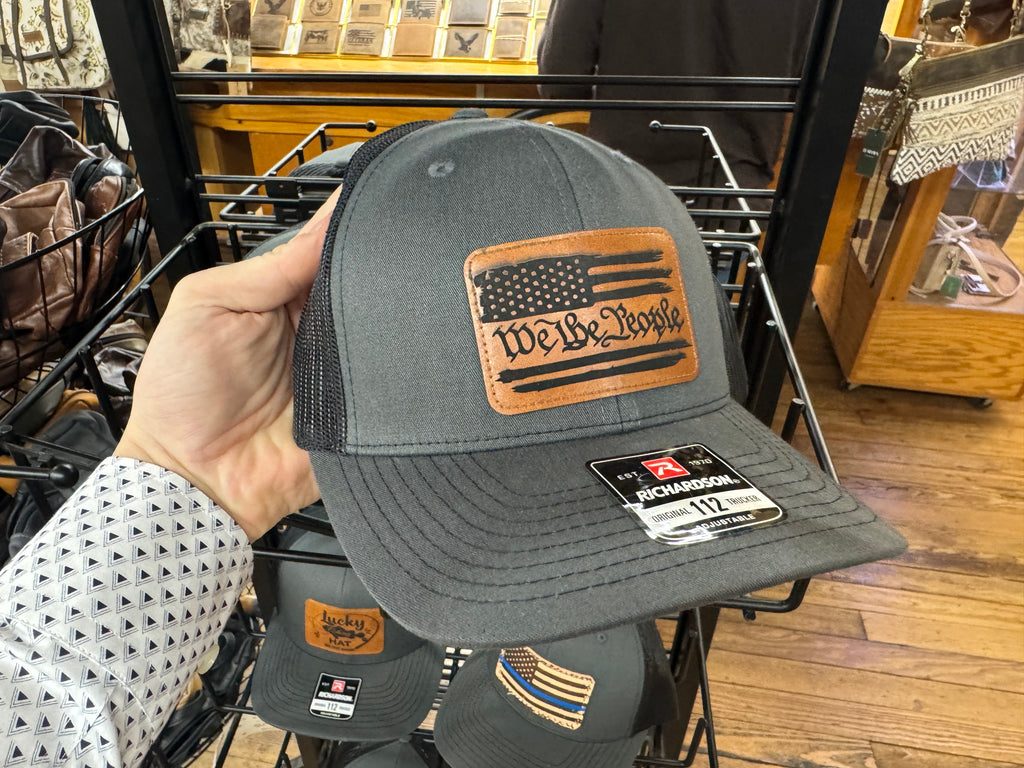 We The People
EST. R 1970
RICHARDSON®
ORIGINAL 112 TRUCKER
ADJUSTABLE
Lucky
HAT
R
RICHARDSON
112